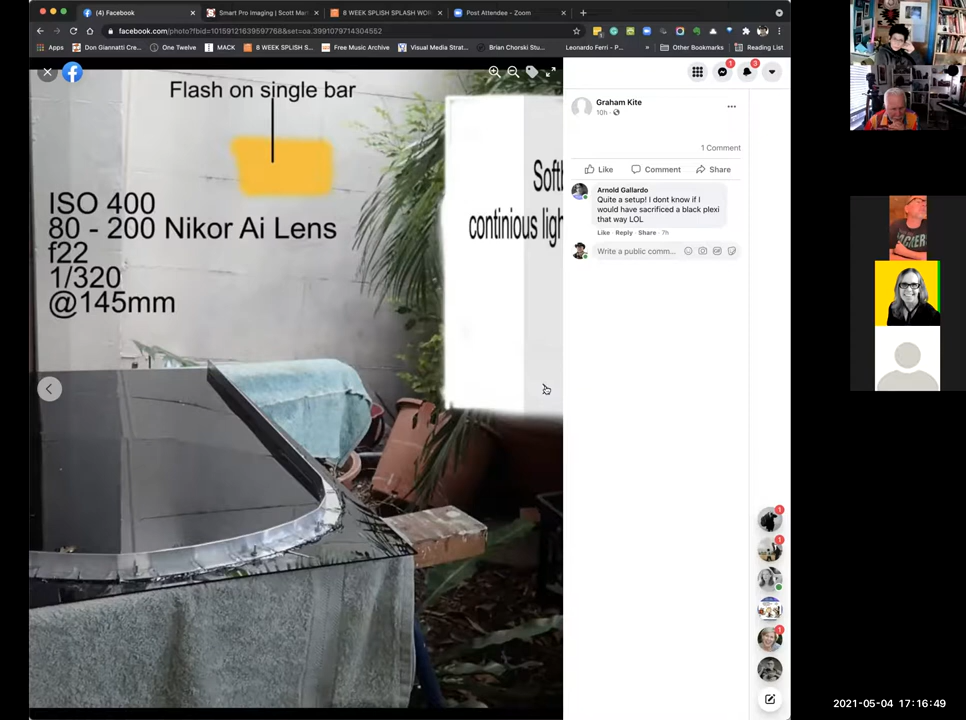 (4) Facebook
Smart Pro Imaging | Scott Mar
8 WEEK SPLISH SPLASH WOR
Post Attendee - Zoom
facebook.com/photo?fbid=10159121639597768&set=oa.3991079714304552
Apps
Don Giannatti Cre...
One Twelve
MACK
8 WEEK SPLISH S...
Free Music Archive
Visual Media Strat...
Brian Chorski Stu...
Leonardo Ferri - P...
Other Bookmarks
Reading List
Flash on single bar
ISO 400
80 - 200 Nikor Ai Lens
f22
1/320
@145mm
continious
Graham Kite
10h
1 Comment
Like
Comment
Share
Arnold Gallardo
Quite a setup! I dont know if I
would have sacrificed a black plexi
that way LOL
Like · Reply · Share · 7h
Write a public comm...
2021-05-04 17:16:49